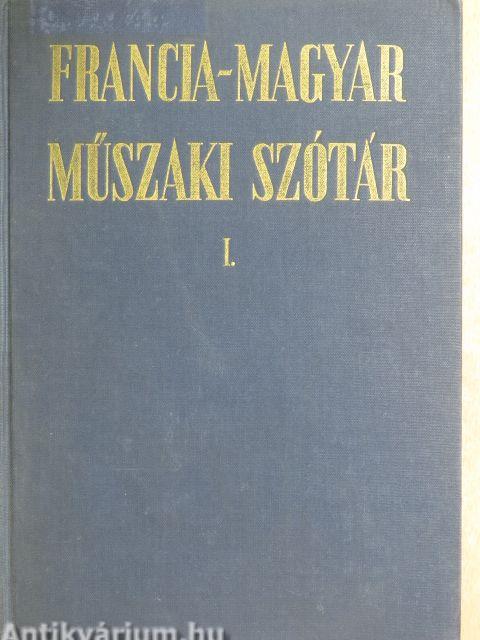 FRANCIA-MAGYAR
MŰSZAKI SZÓTÁR
I.
Antikvárium.hu